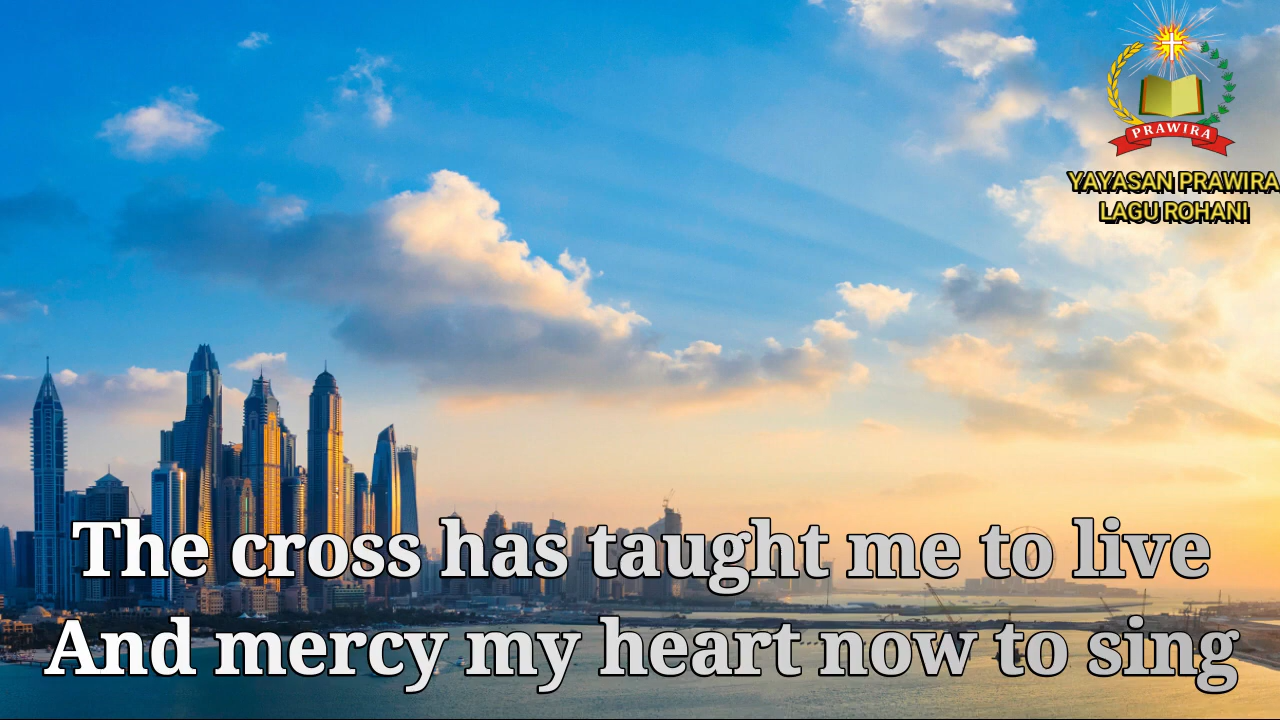 PRAWIRA
YAYASAN PRAWIRA
LAGU ROHANI
The cross has taught me to live
And mercy my heart now to sing